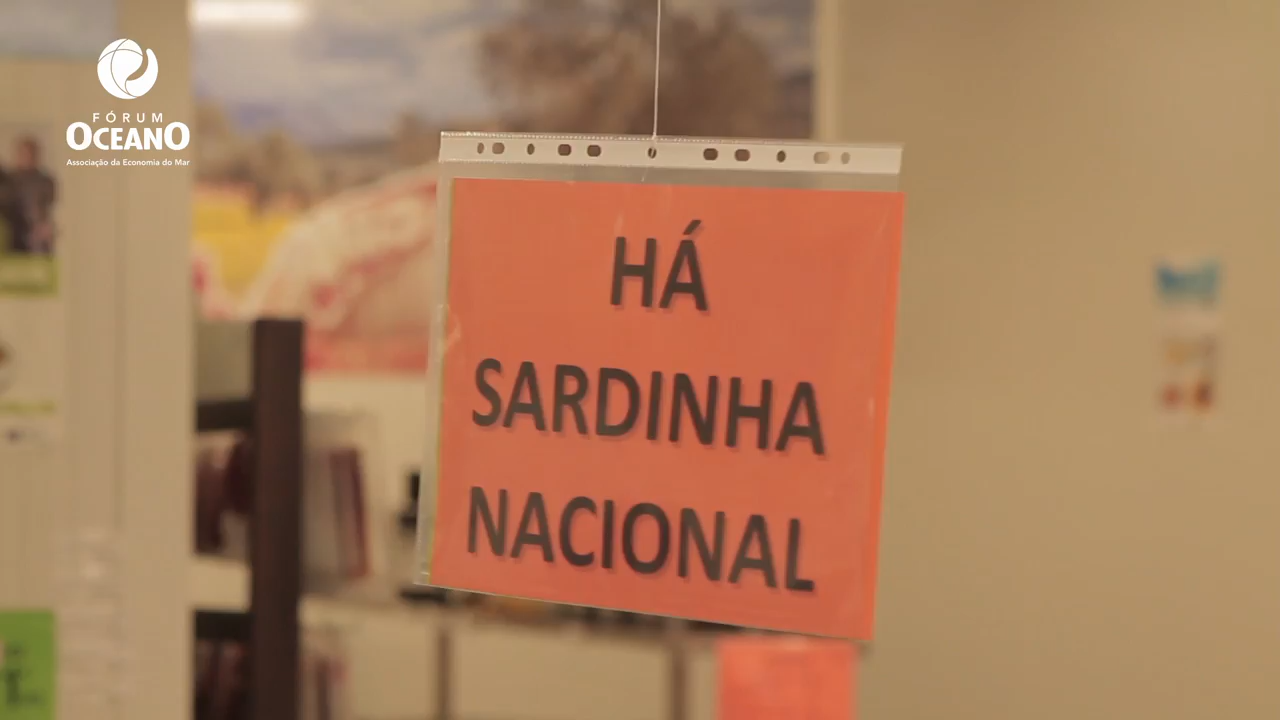 FÓRUM
OCEANO
Associação da Economia do Mar
HÁ
SARDINHA
NACIONAL